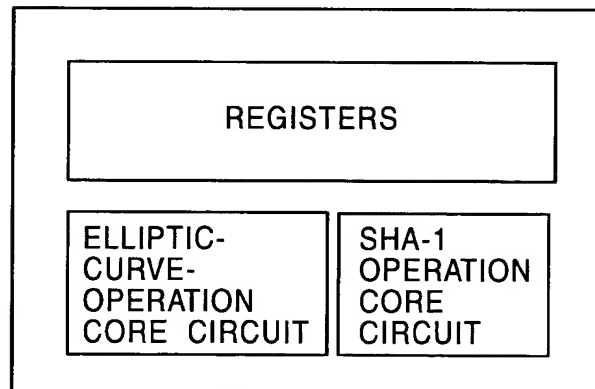 REGISTERS
ELLIPTIC-
CURVE-
OPERATION
CORE CIRCUIT
SHA-1
OPERATION
CORE
CIRCUIT